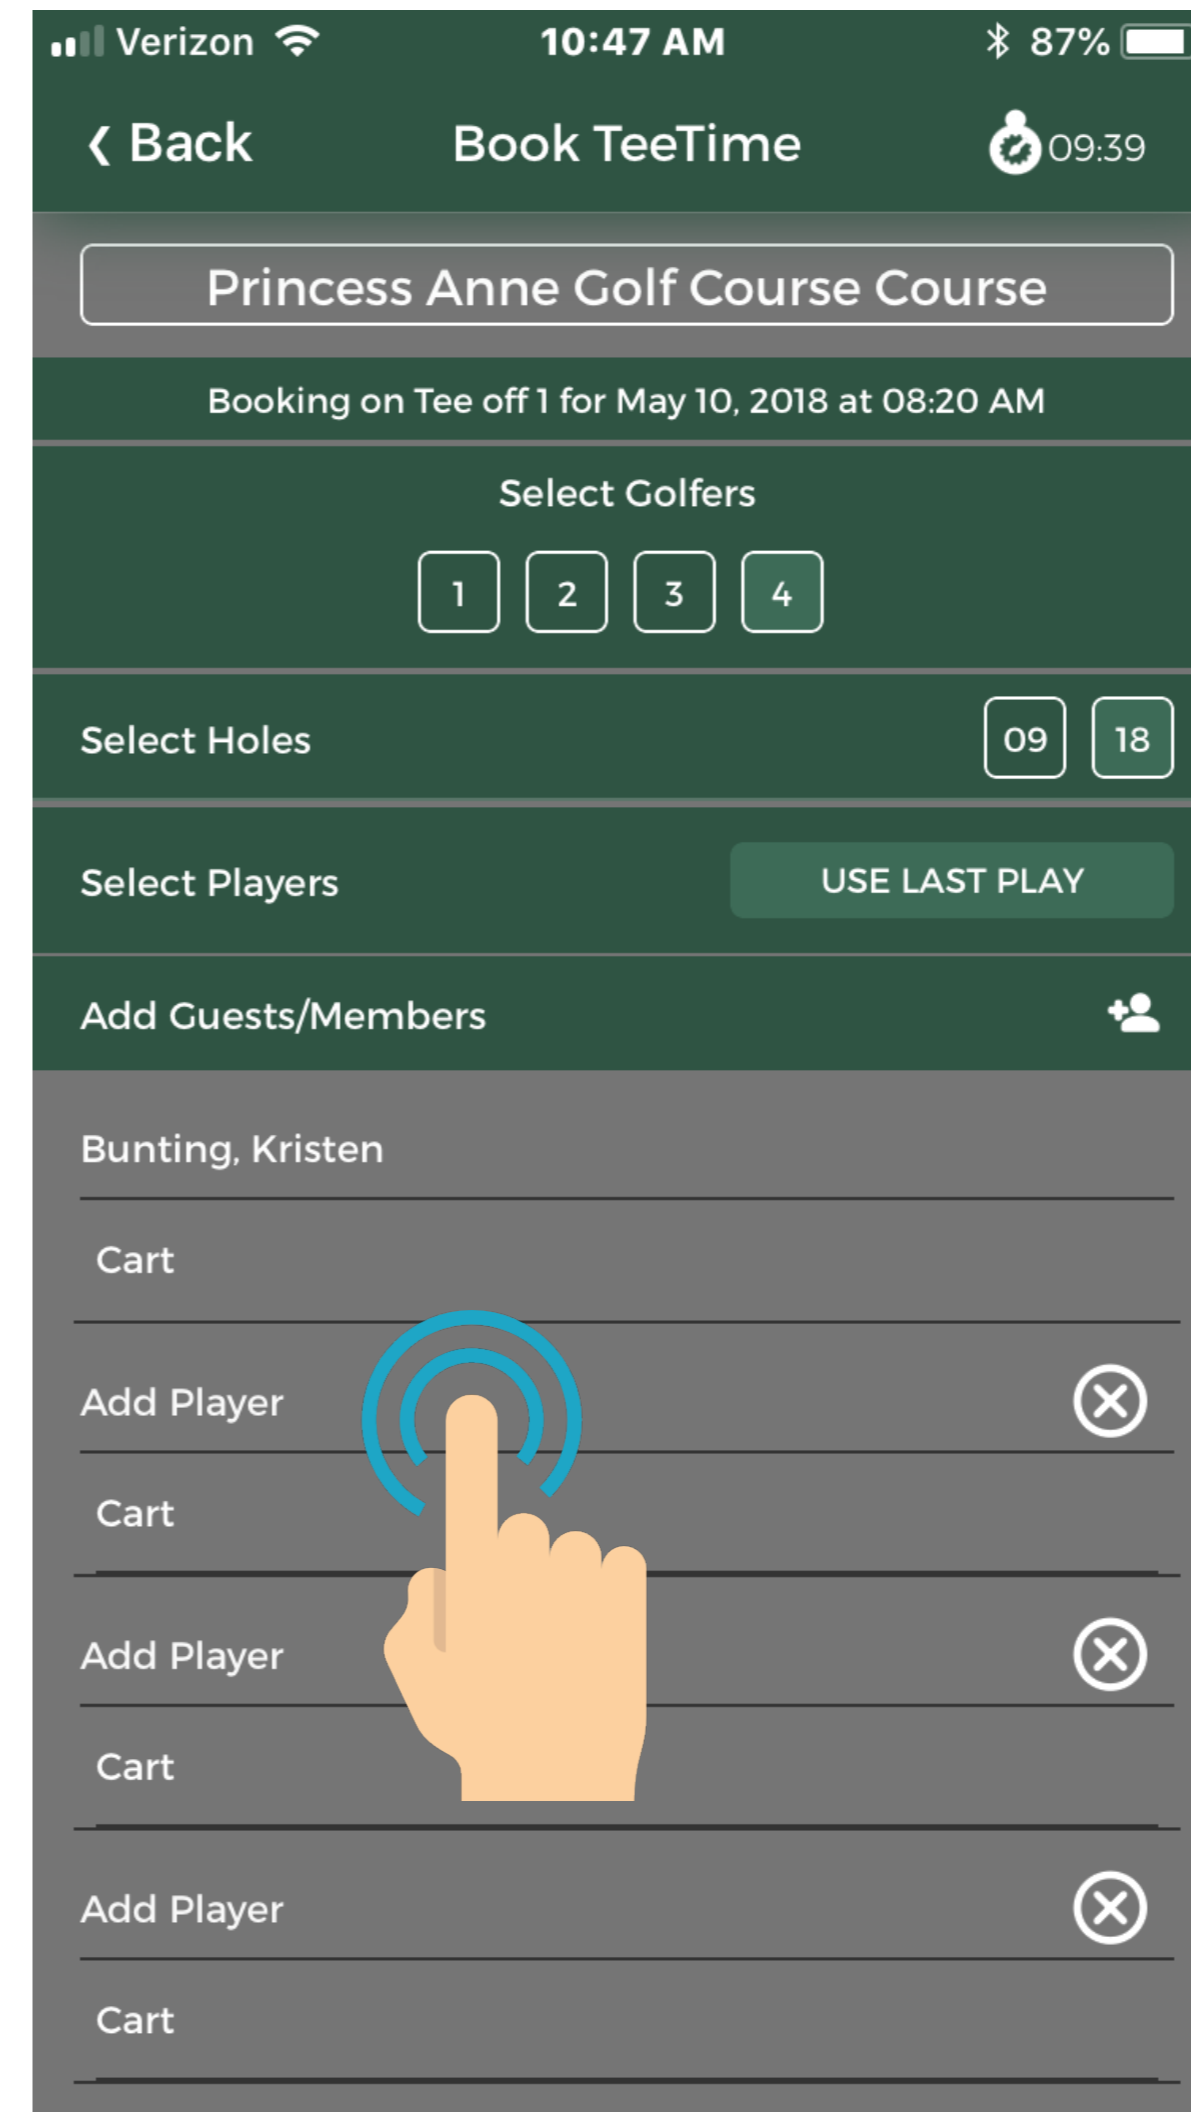 Verizon 10:47 AM 87%
Back Book TeeTime 09:39
Princess Anne Golf Course Course
Booking on Tee off 1 for May 10, 2018 at 08:20 AM
Select Golfers
1 2 3 4
Select Holes 09 18
Select Players USE LAST PLAY
Add Guests/Members
Bunting, Kristen
Cart
Add Player
Cart
Add Player
Cart
Add Player
Cart